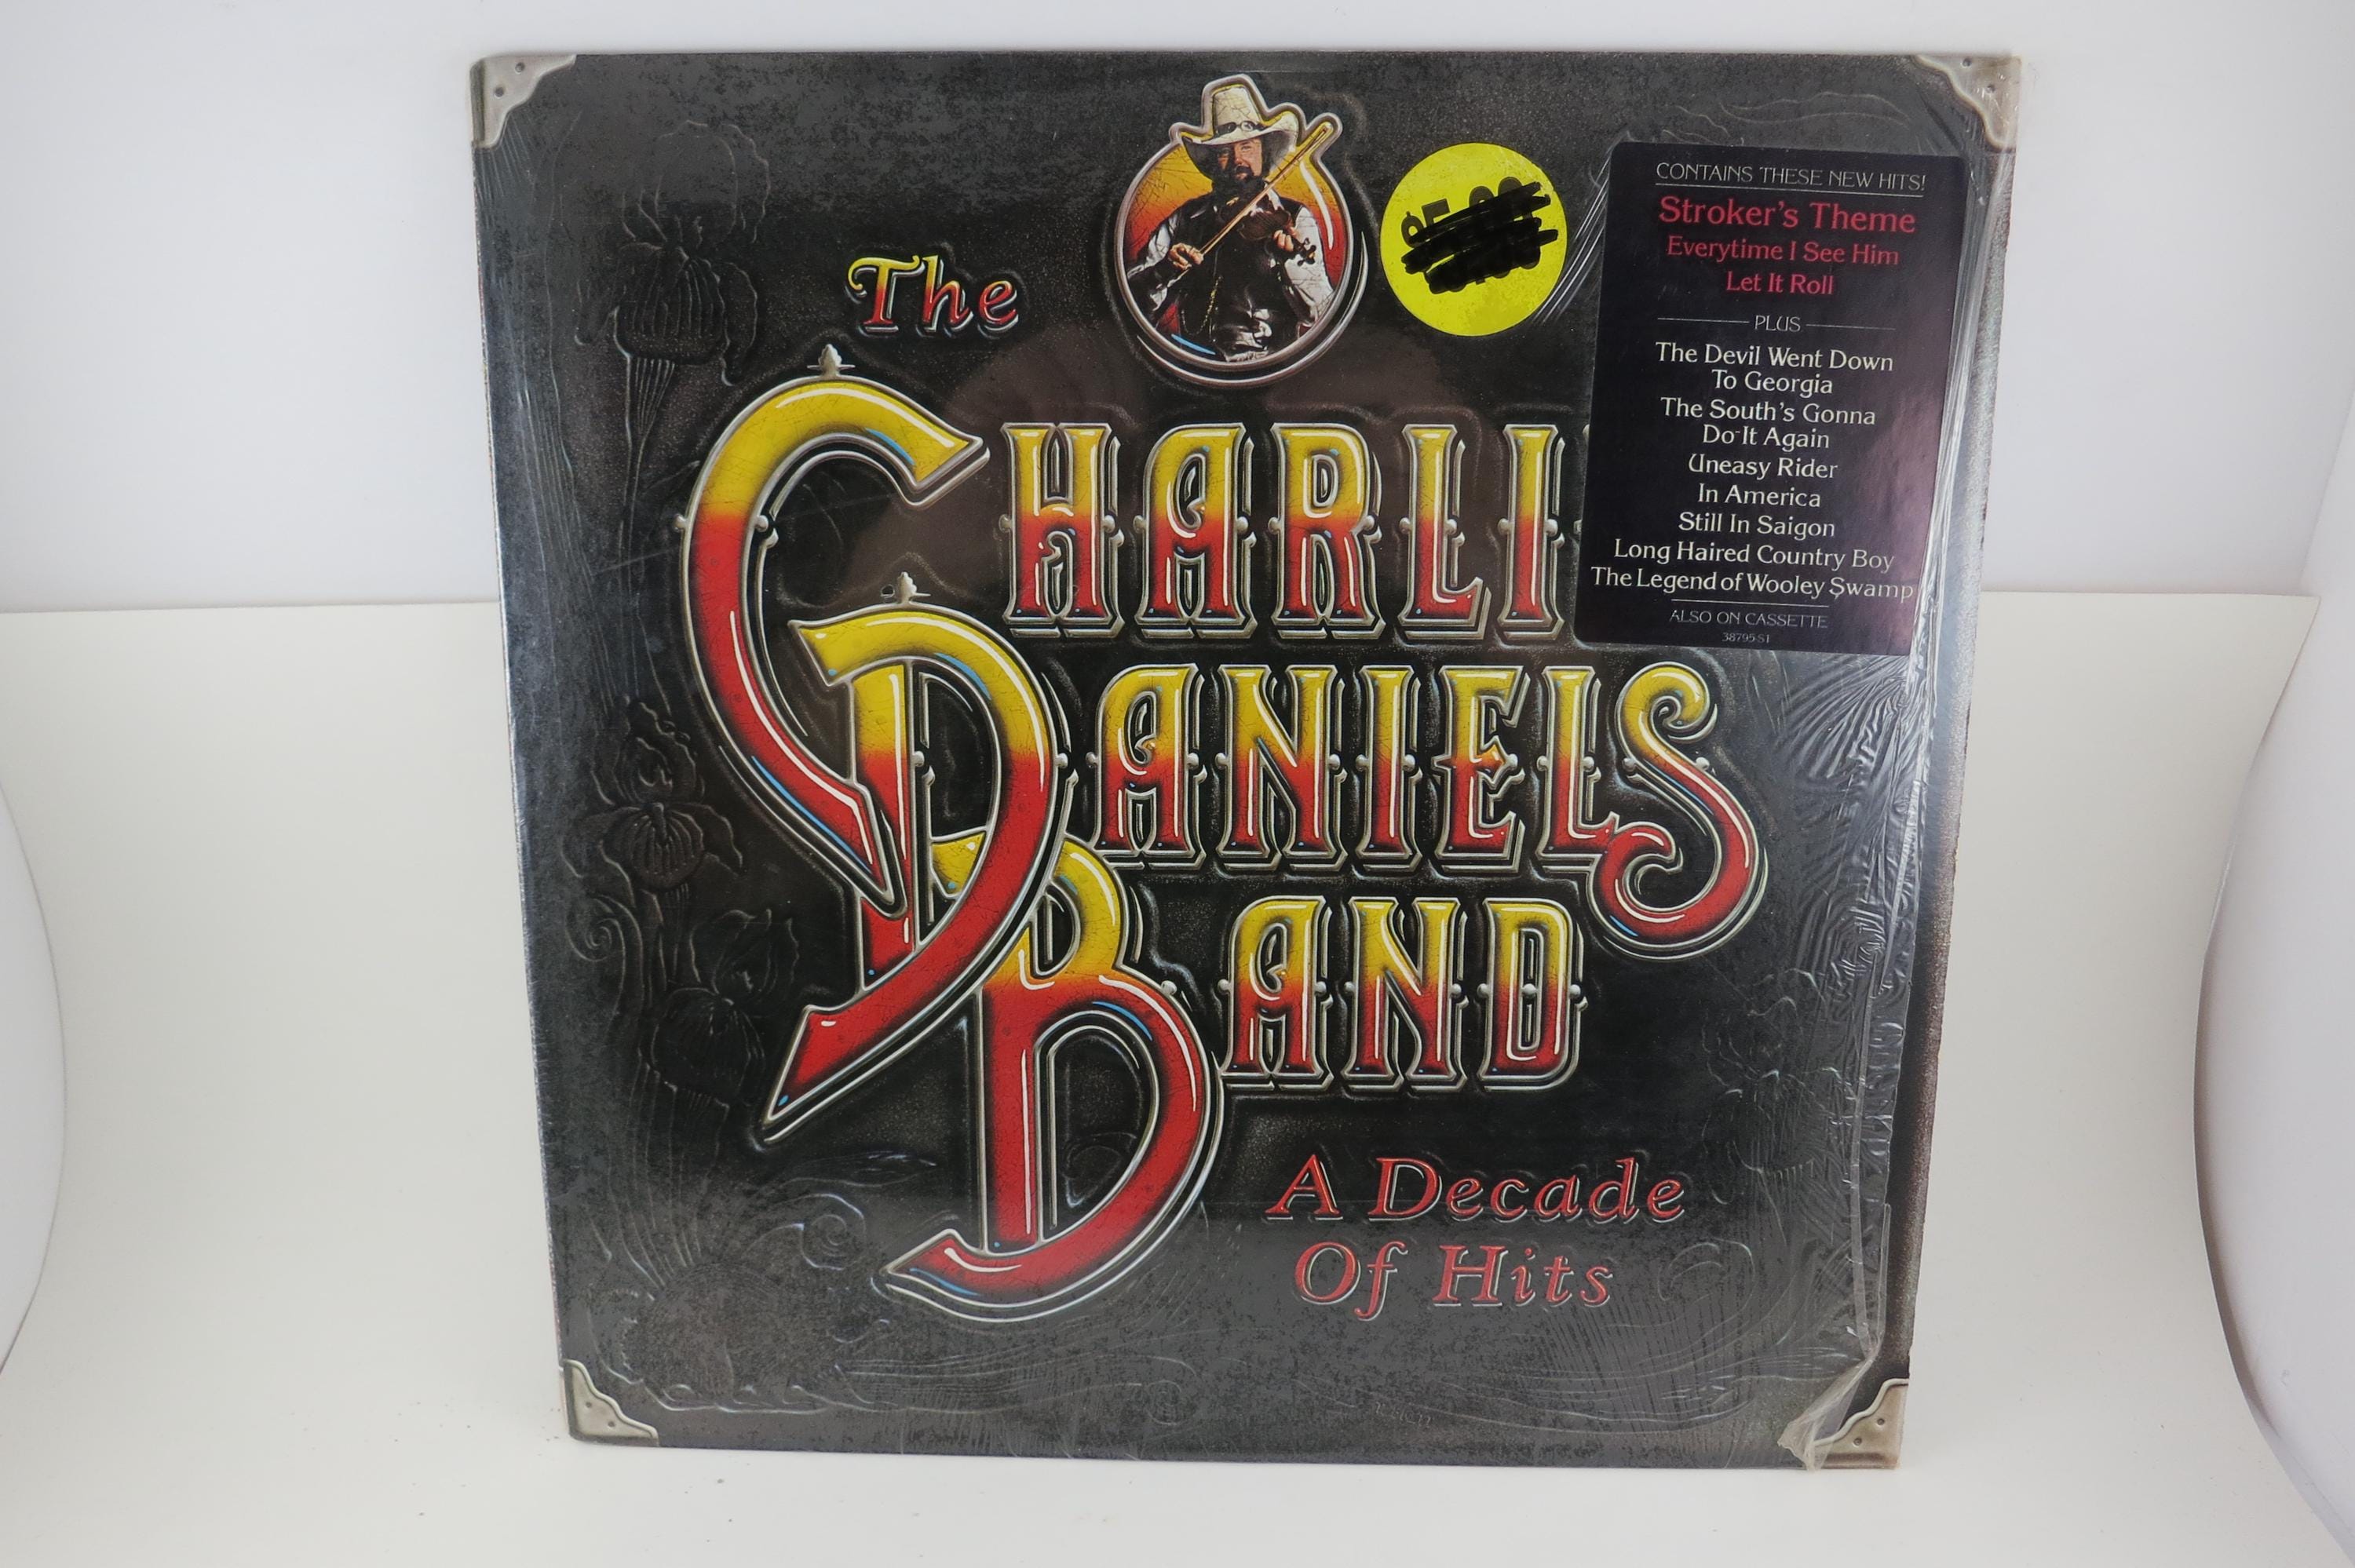 The
CHARLI
DANIELS
BAND
A Decade
Of Hits
CONTAINS THESE NEW HITS!
Stroker's Theme
Everytime I See Him
Let It Roll
PLUS
The Devil Went Down
To Georgia
The South's Gonna
Do It Again
Uneasy Rider
In America
Still In Saigon
Long Haired Country Boy
The Legend of Wooley Swamp
ALSO ON CASSETTE
38795-S1